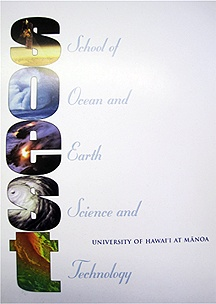 soest
School of
Ocean and
Earth
Science and
Technology
UNIVERSITY OF HAWAI'I AT MĀNOA